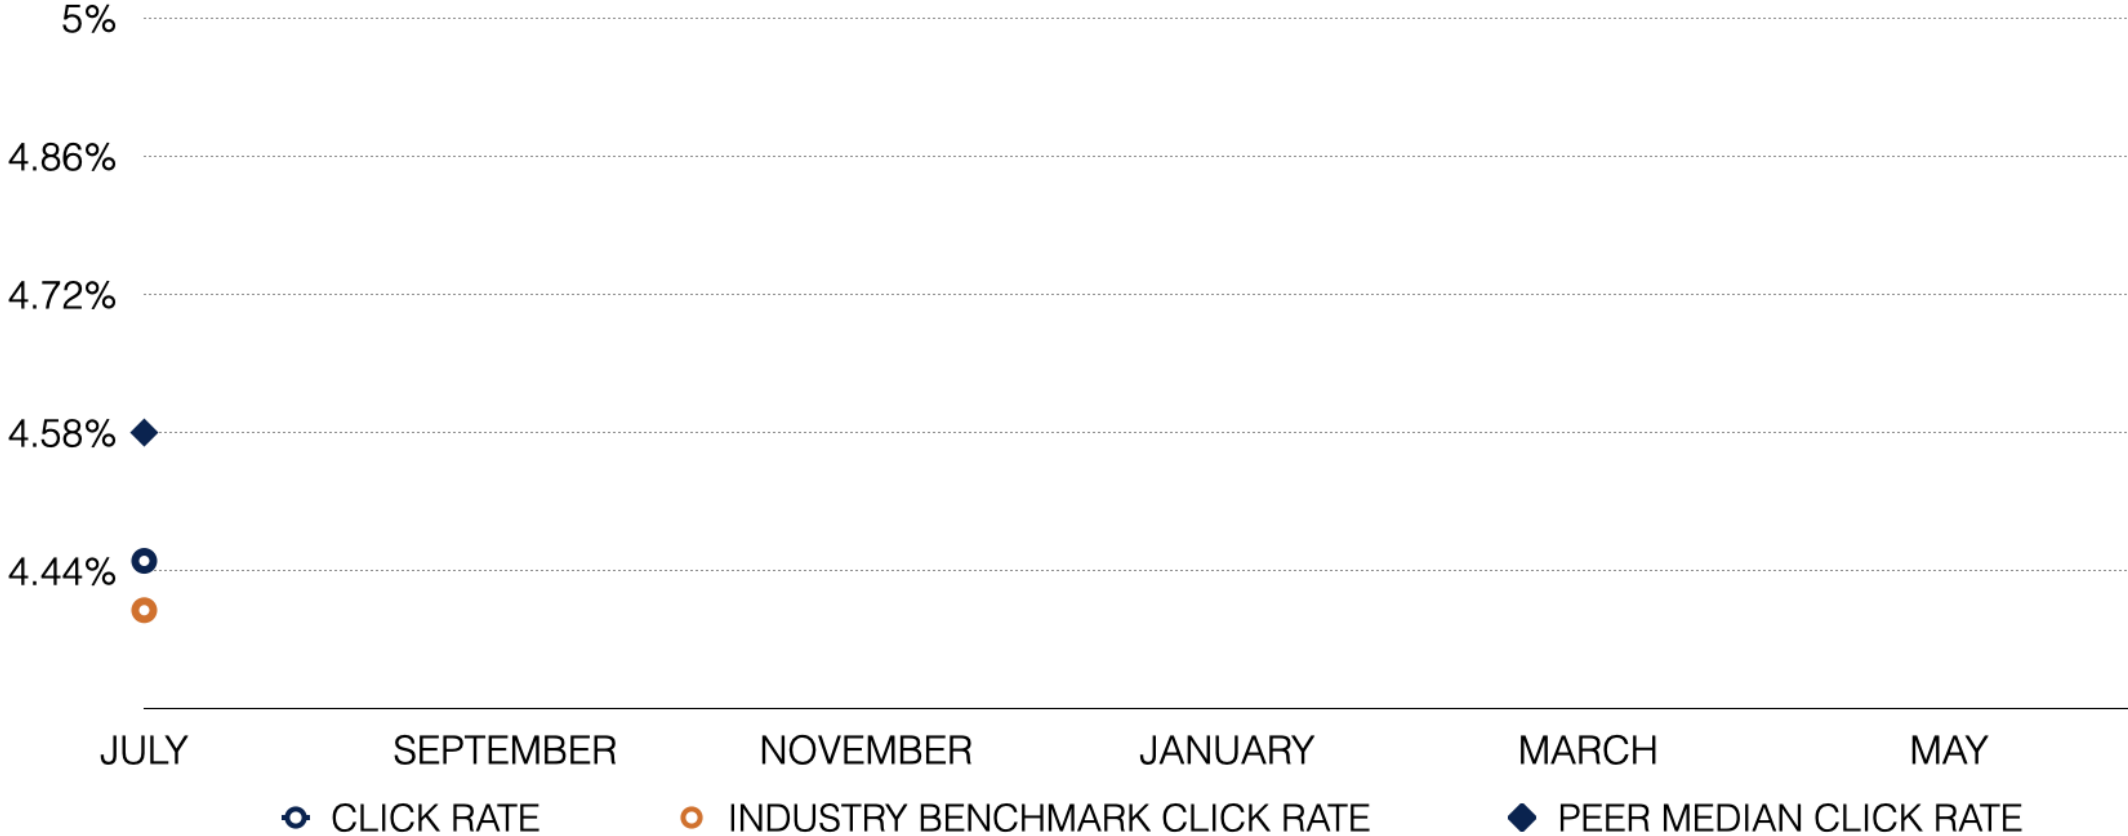 5%
4.86%
4.72%
4.58%
4.44%
JULY SEPTEMBER NOVEMBER JANUARY MARCH MAY
CLICK RATE INDUSTRY BENCHMARK CLICK RATE PEER MEDIAN CLICK RATE